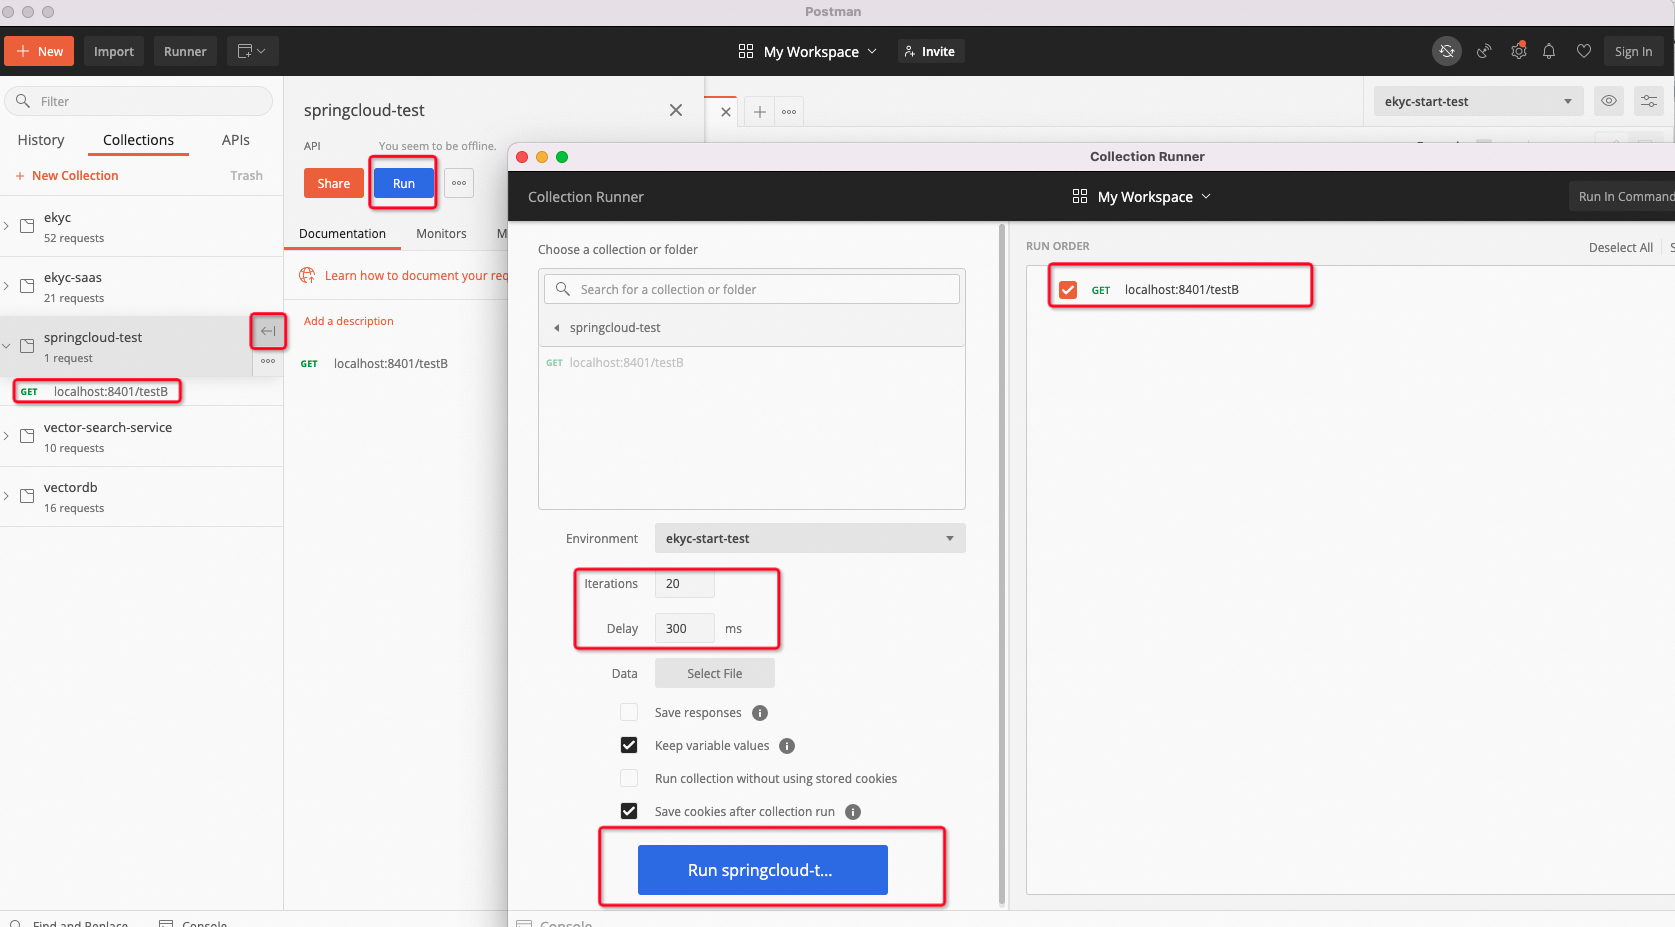 Postman
New
Import
Runner
My Workspace
Invite
Sign In
Filter
History
Collections
APIs
New Collection
Trash
ekyc
52 requests
ekyc-saas
21 requests
springcloud-test
1 request
GET localhost:8401/testB
vector-search-service
10 requests
vectordb
16 requests
Find and Replace
Console
springcloud-test
API
You seem to be offline.
Share
Run
Documentation
Monitors
M
Learn how to document your req
Add a description
GET localhost:8401/testB
ekyc-start-test
Collection Runner
Collection Runner
My Workspace
Run In Command
Choose a collection or folder
Search for a collection or folder
springcloud-test
GET localhost:8401/testB
Environment
ekyc-start-test
Iterations
20
Delay
300
ms
Data
Select File
Save responses
Keep variable values
Run collection without using stored cookies
Save cookies after collection run
Run springcloud-t...
Console
RUN ORDER
Deselect All
S
GET localhost:8401/testB